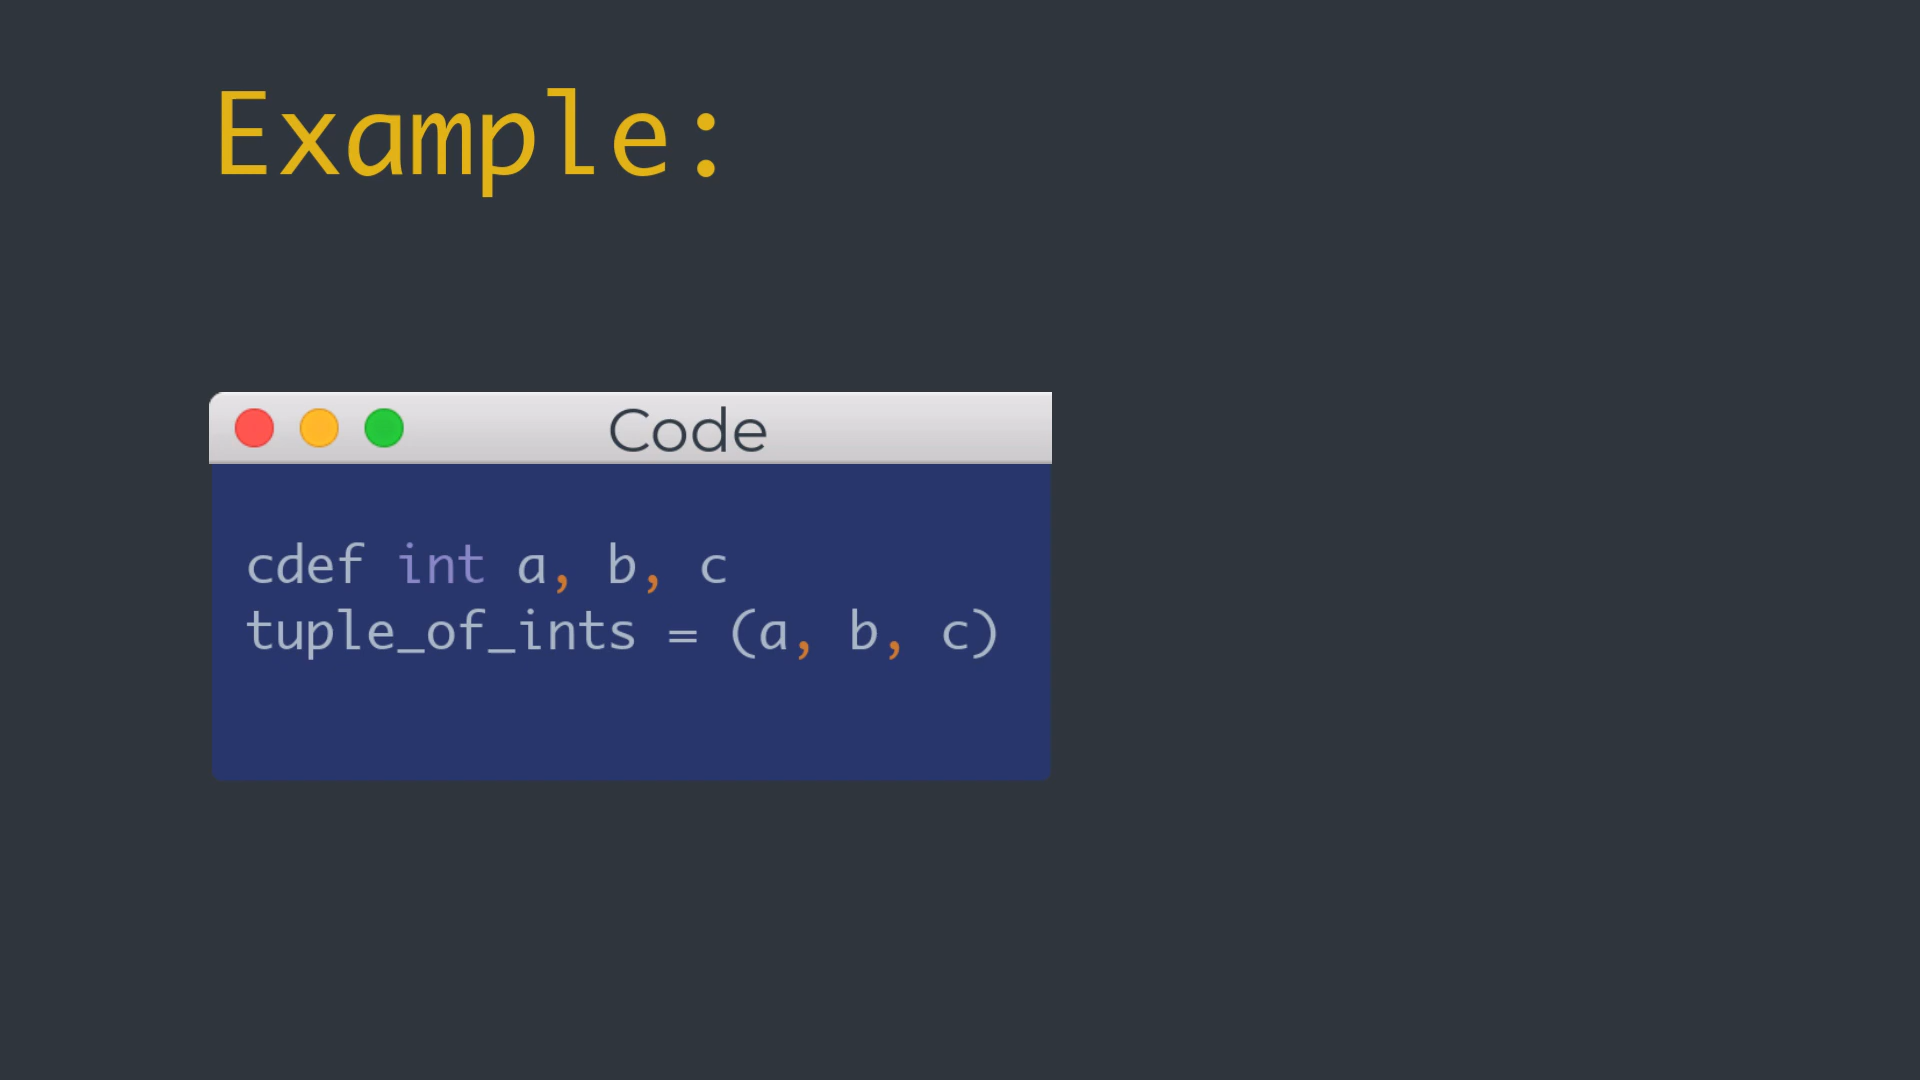 Example:
Code
cdef int a, b, c
tuple_of_ints = (a, b, c)